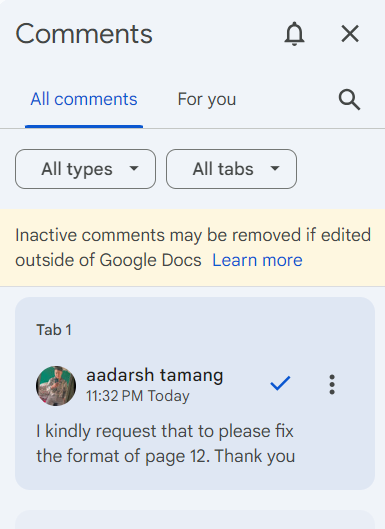 Comments
All comments
For you
All types
All tabs
Inactive comments may be removed if edited
outside of Google Docs Learn more
Tab 1
aadarsh tamang
11:32 PM Today
I kindly request that to please fix
the format of page 12. Thank you